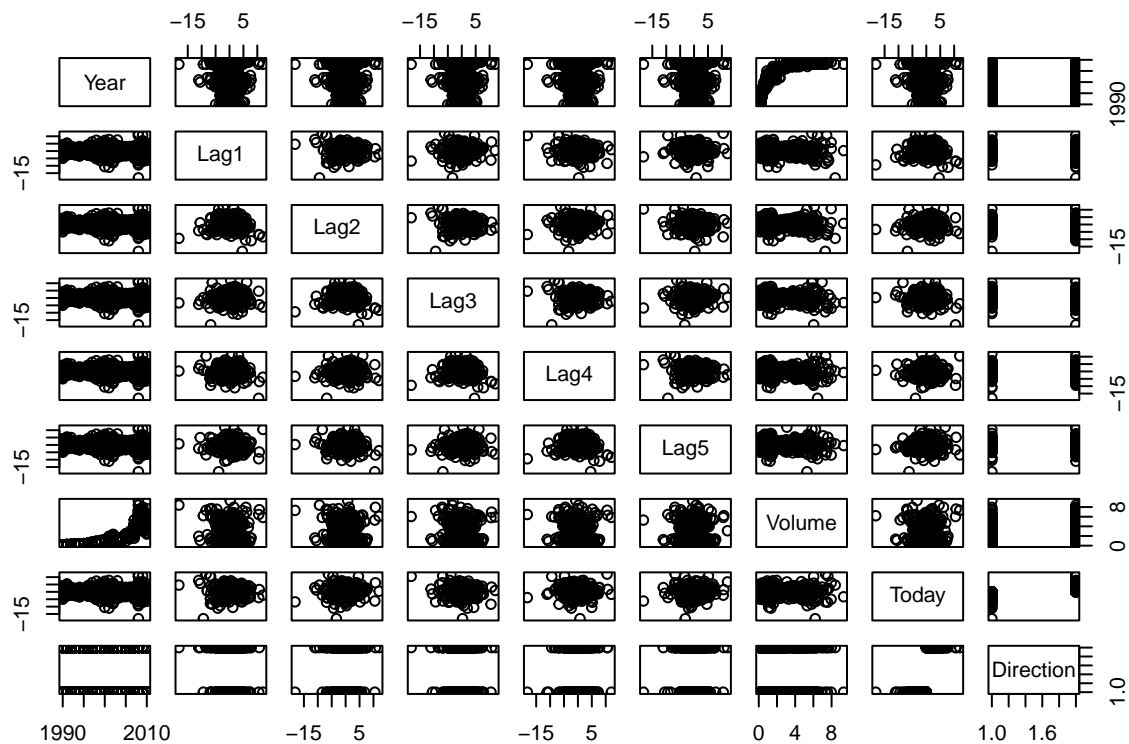 −15 5 −15 5 −15 5 −15 5
Year 1990
−15 Lag1
Lag2 −15
−15 Lag3
Lag4 −15
−15 Lag5
Volume 0 8
−15 Today
Direction 1.0
1990 2010 −15 5 −15 5 0 4 8 1.0 1.6